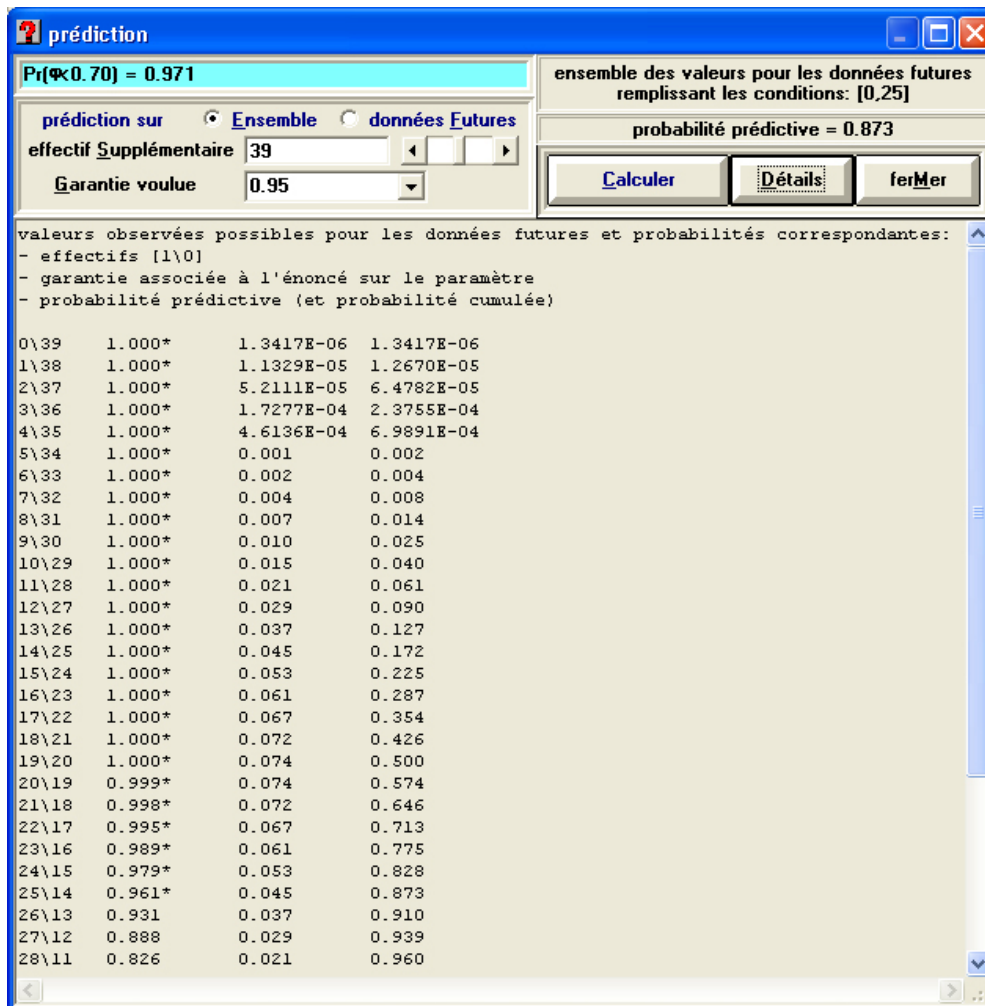 prédiction
Pr(φ<0.70) = 0.971
prédiction sur Ensemble données Futures
effectif Supplémentaire 39
Garantie voulue 0.95
ensemble des valeurs pour les données futures
remplissant les conditions: [0,25]
probabilité prédictive = 0.873
Calculer Détails ferMer
valeurs observées possibles pour les données futures et probabilités correspondantes:
- effectifs [1\0]
- garantie associée à l'énoncé sur le paramètre
- probabilité prédictive (et probabilité cumulée)
0\39 1.000* 1.3417E-06 1.3417E-06
1\38 1.000* 1.1329E-05 1.2670E-05
2\37 1.000* 5.2111E-05 6.4782E-05
3\36 1.000* 1.7277E-04 2.3755E-04
4\35 1.000* 4.6136E-04 6.9891E-04
5\34 1.000* 0.001 0.002
6\33 1.000* 0.002 0.004
7\32 1.000* 0.004 0.008
8\31 1.000* 0.007 0.014
9\30 1.000* 0.010 0.025
10\29 1.000* 0.015 0.040
11\28 1.000* 0.021 0.061
12\27 1.000* 0.029 0.090
13\26 1.000* 0.037 0.127
14\25 1.000* 0.045 0.172
15\24 1.000* 0.053 0.225
16\23 1.000* 0.061 0.287
17\22 1.000* 0.067 0.354
18\21 1.000* 0.072 0.426
19\20 1.000* 0.074 0.500
20\19 0.999* 0.074 0.574
21\18 0.998* 0.072 0.646
22\17 0.995* 0.067 0.713
23\16 0.989* 0.061 0.775
24\15 0.979* 0.053 0.828
25\14 0.961* 0.045 0.873
26\13 0.931 0.037 0.910
27\12 0.888 0.029 0.939
28\11 0.826 0.021 0.960